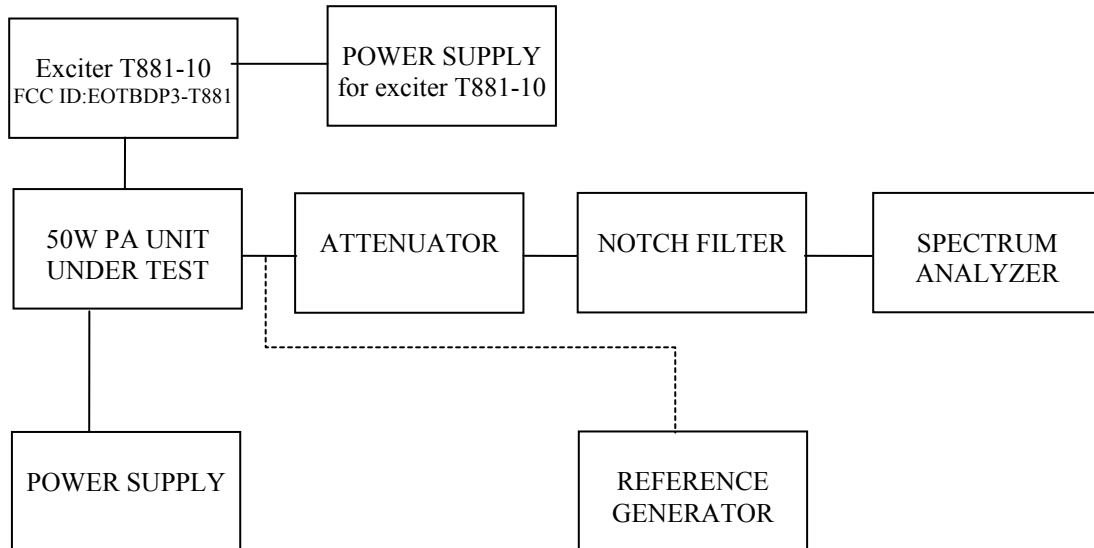 Exciter T881-10
FCC ID:EOTBDP3-T881
POWER SUPPLY
for exciter T881-10
50W PA UNIT
UNDER TEST
ATTENUATOR
NOTCH FILTER
SPECTRUM
ANALYZER
POWER SUPPLY
REFERENCE
GENERATOR